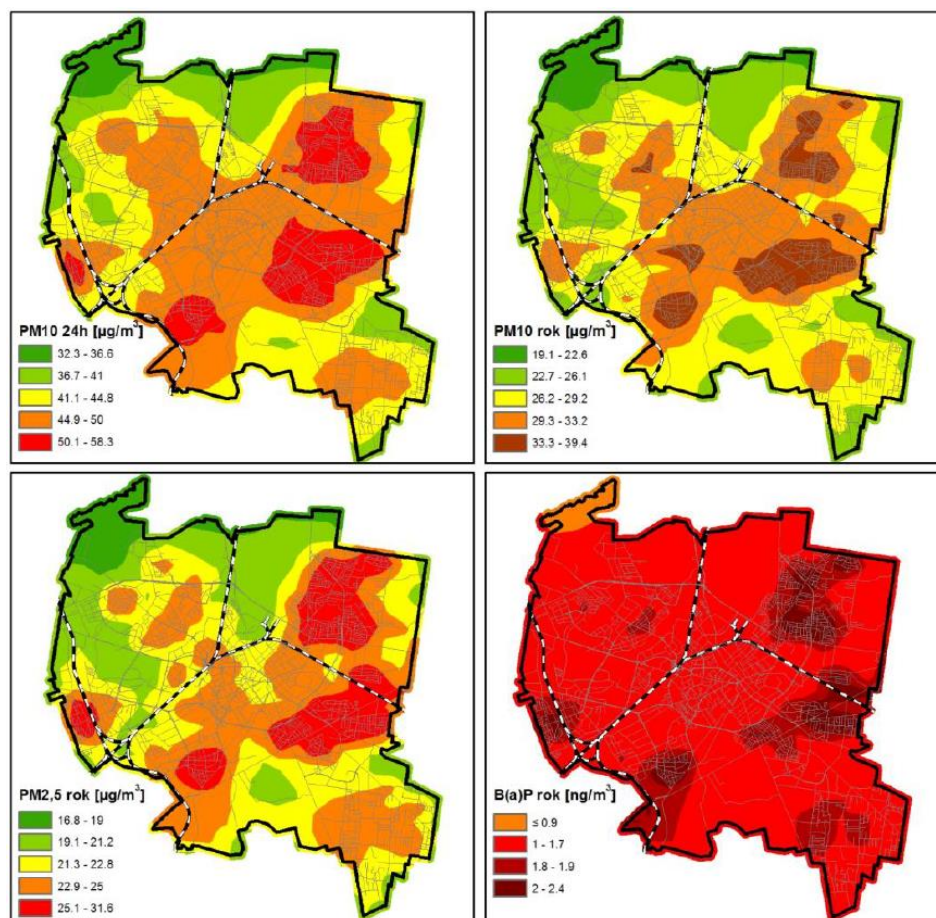 PM10 24h [µg/m³]
32.3 - 36.6
36.7 - 41
41.1 - 44.8
44.9 - 50
50.1 - 58.3
PM10 rok [µg/m³]
19.1 - 22.6
22.7 - 26.1
26.2 - 29.2
29.3 - 33.2
33.3 - 39.4
PM2,5 rok [µg/m³]
16.8 - 19
19.1 - 21.2
21.3 - 22.8
22.9 - 25
25.1 - 31.6
B(a)P rok [ng/m³]
≤ 0.9
1 - 1.7
1.8 - 1.9
2 - 2.4